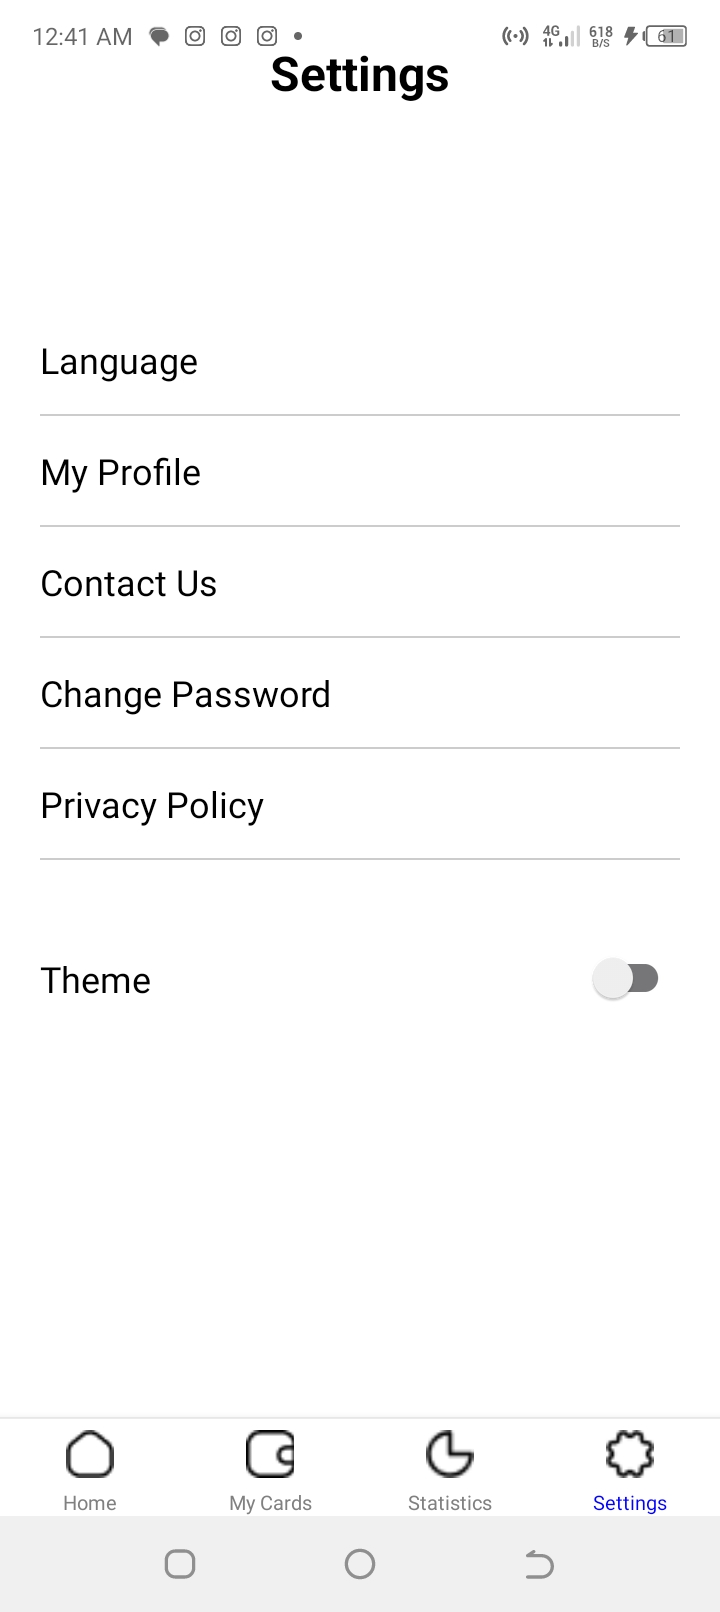 12:41 AM 4G 618 B/S 61
Settings
Language
My Profile
Contact Us
Change Password
Privacy Policy
Theme
Home My Cards Statistics Settings